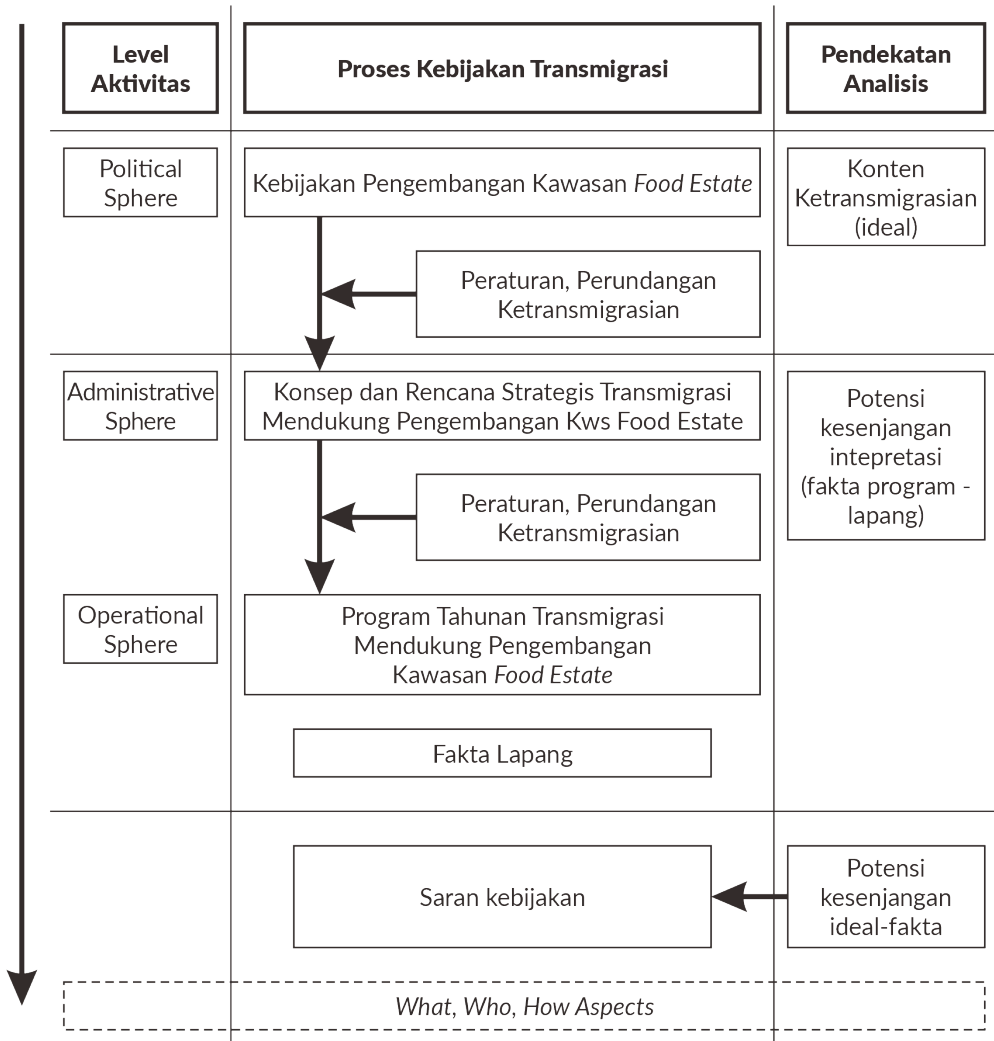 Level
Aktivitas
Proses Kebijakan Transmigrasi
Pendekatan
Analisis
Political
Sphere
Kebijakan Pengembangan Kawasan Food Estate
Konten
Ketransmigrasian
(ideal)
Peraturan, Perundangan
Ketransmigrasian
Administrative
Sphere
Konsep dan Rencana Strategis Transmigrasi
Mendukung Pengembangan Kws Food Estate
Potensi
kesenjangan
intepretasi
(fakta program -
lapang)
Peraturan, Perundangan
Ketransmigrasian
Operational
Sphere
Program Tahunan Transmigrasi
Mendukung Pengembangan
Kawasan Food Estate
Fakta Lapang
Saran kebijakan
Potensi
kesenjangan
ideal-fakta
What, Who, How Aspects